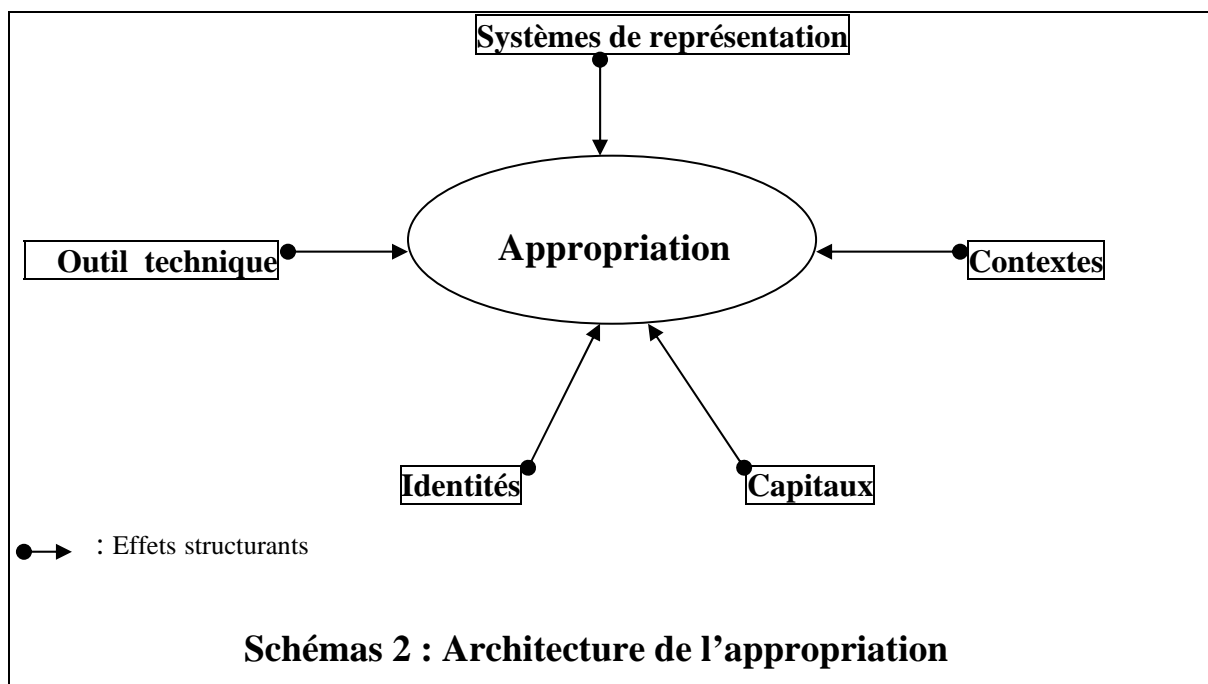 Systèmes de représentation
Appropriation
Outil technique
Contextes
Identités
Capitaux
: Effets structurants
Schémas 2 : Architecture de l’appropriation